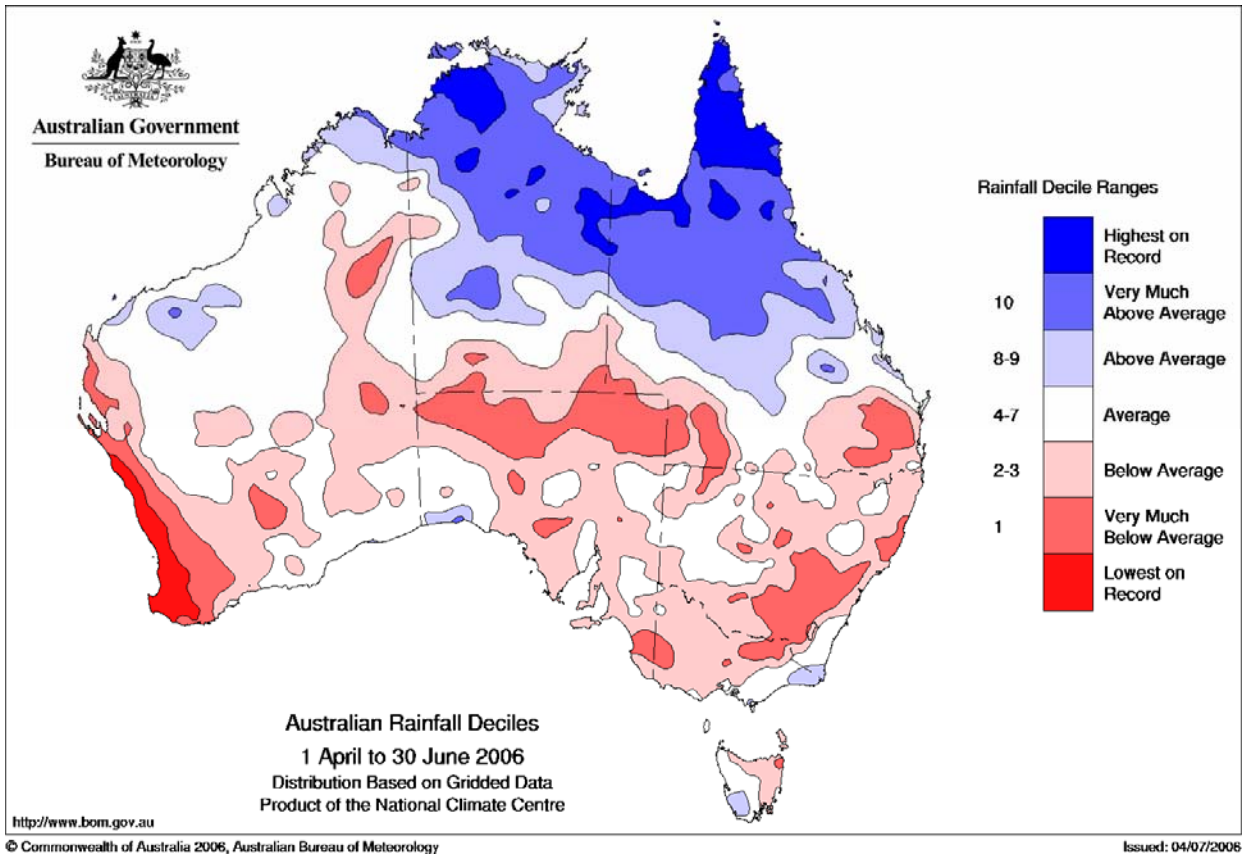 AUSTRALIA
Australian Government
Bureau of Meteorology
Rainfall Decile Ranges
Highest on
Record
10
Very Much
Above Average
8-9
Above Average
4-7
Average
2-3
Below Average
1
Very Much
Below Average
Lowest on
Record
Australian Rainfall Deciles
1 April to 30 June 2006
Distribution Based on Gridded Data
Product of the National Climate Centre
http://www.bom.gov.au
© Commonwealth of Australia 2006, Australian Bureau of Meteorology
Issued: 04/07/2006